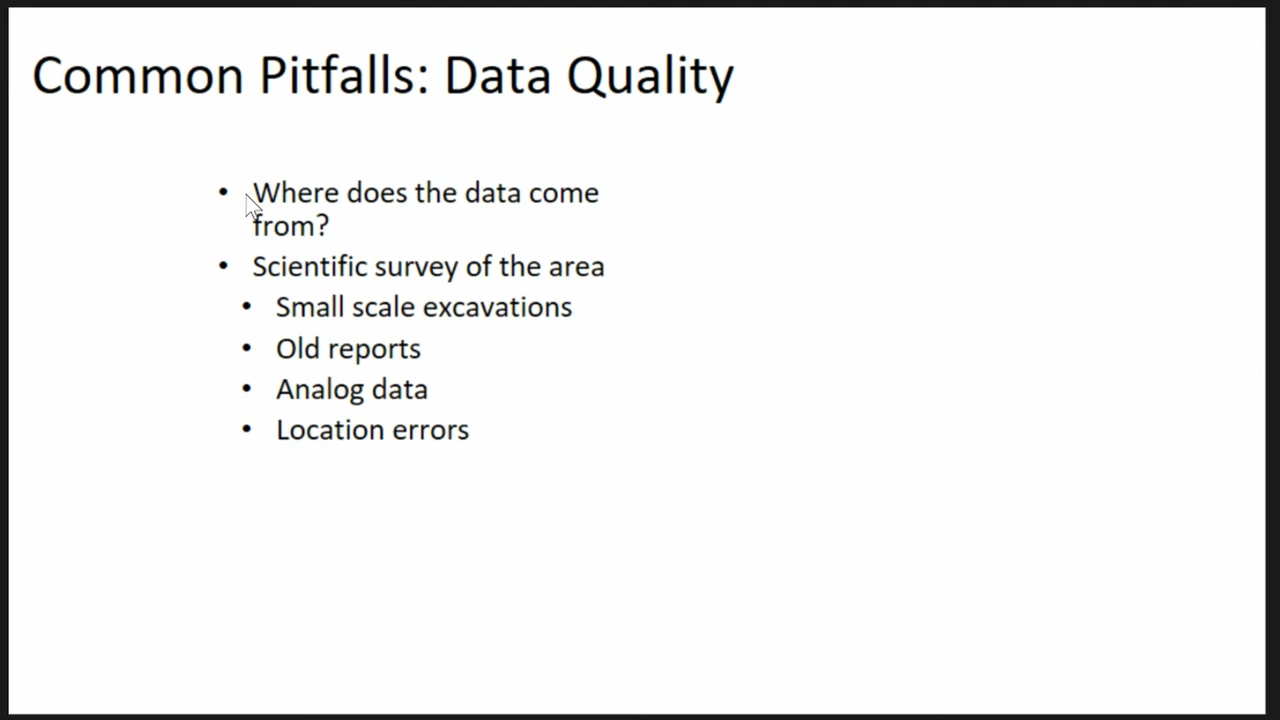 Common Pitfalls: Data Quality
• Where does the data come
from?
• Scientific survey of the area
• Small scale excavations
• Old reports
• Analog data
• Location errors